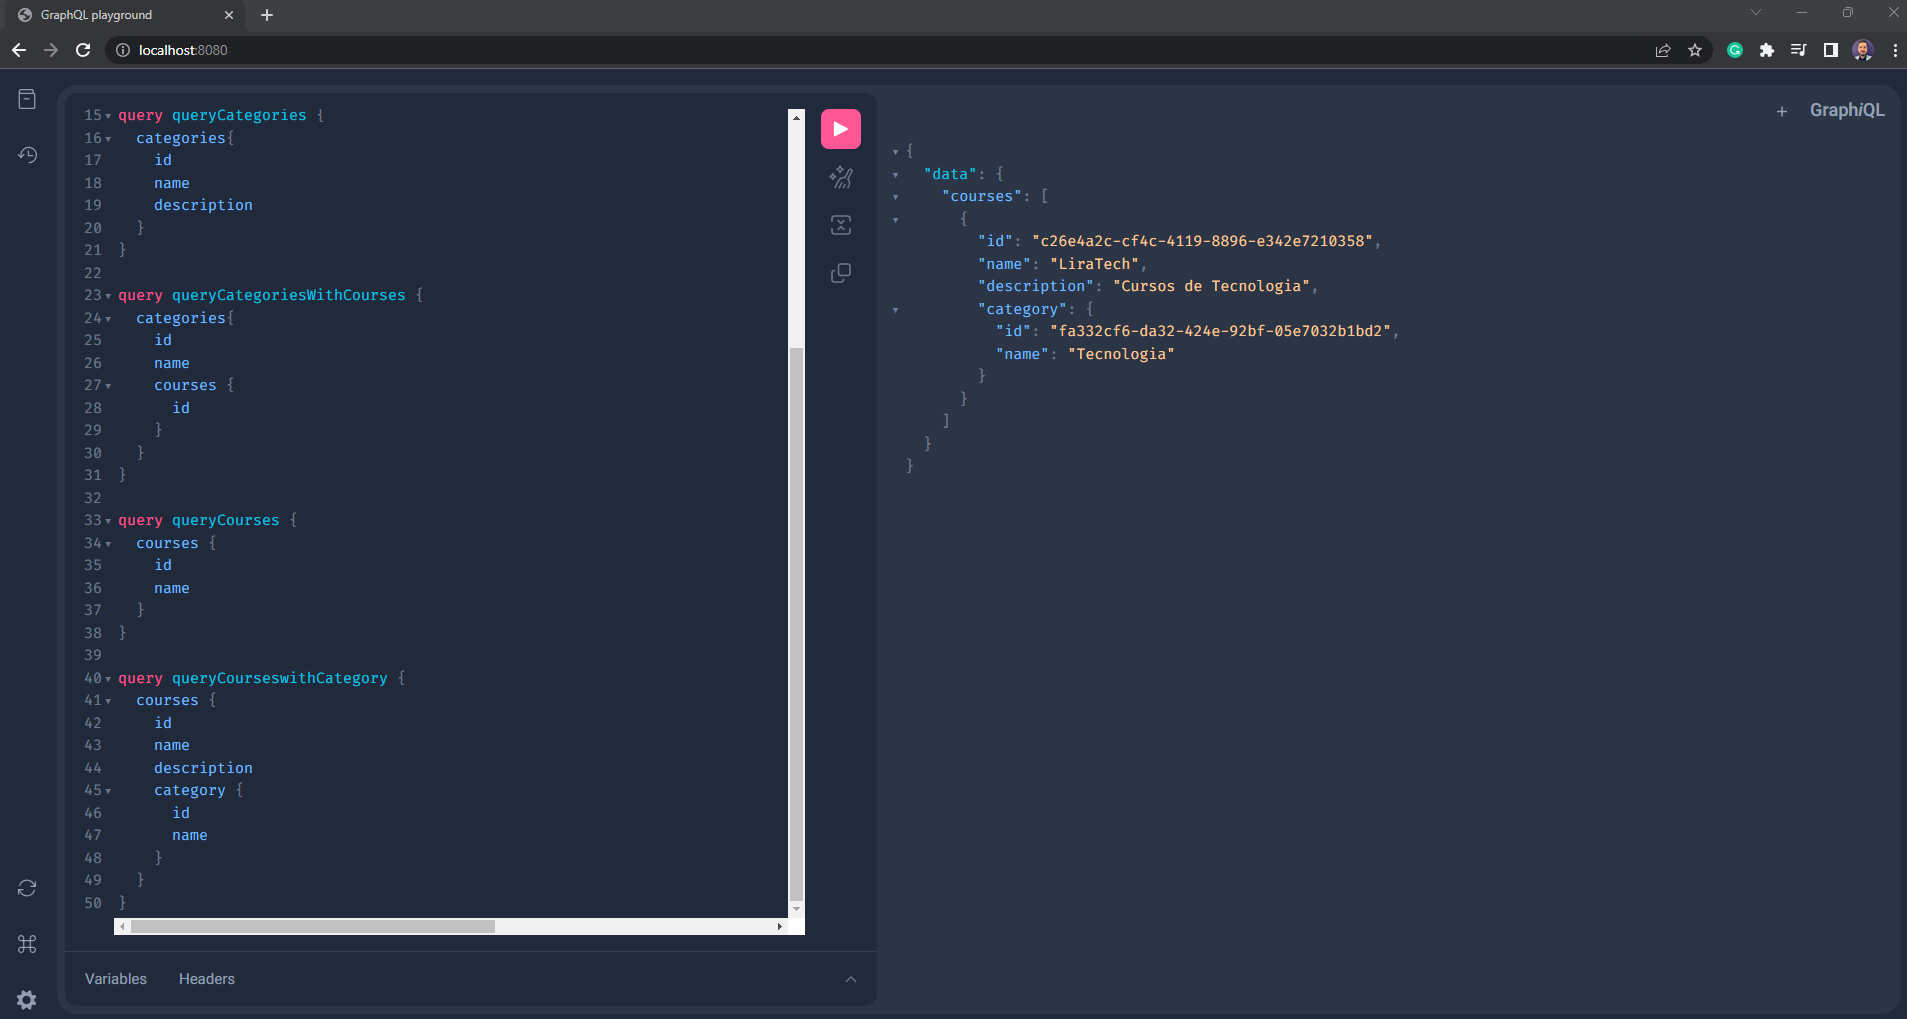 GraphQL playground
localhost:8080
15 query queryCategories {
16 categories{
17 id
18 name
19 description
20 }
21 }
22
23 query queryCategoriesWithCourses {
24 categories{
25 id
26 name
27 courses {
28 id
29 }
30 }
31 }
32
33 query queryCourses {
34 courses {
35 id
36 name
37 }
38 }
39
40 query queryCourseswithCategory {
41 courses {
42 id
43 name
44 description
45 category {
46 id
47 name
48 }
49 }
50 }
Variables Headers
+ GraphiQL
{
"data": {
"courses": [
{
"id": "c26e4a2c-cf4c-4119-8896-e342e7210358",
"name": "LiraTech",
"description": "Cursos de Tecnologia",
"category": {
"id": "fa332cf6-da32-424e-92bf-05e7032b1bd2",
"name": "Tecnologia"
}
}
]
}
}